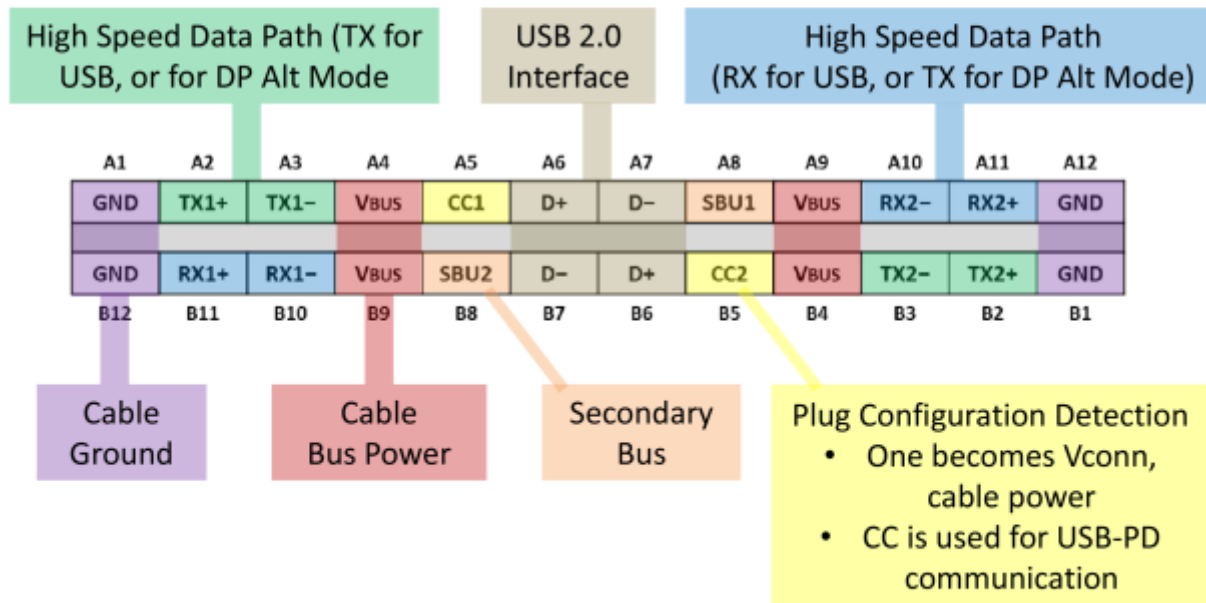 High Speed Data Path (TX for
USB, or for DP Alt Mode
USB 2.0
Interface
High Speed Data Path
(RX for USB, or TX for DP Alt Mode)
A1 A2 A3 A4 A5 A6 A7 A8 A9 A10 A11 A12
GND TX1+ TX1− VBUS CC1 D+ D− SBU1 VBUS RX2− RX2+ GND
GND RX1+ RX1− VBUS SBU2 D− D+ CC2 VBUS TX2− TX2+ GND
B12 B11 B10 B9 B8 B7 B6 B5 B4 B3 B2 B1
Cable
Ground
Cable
Bus Power
Secondary
Bus
Plug Configuration Detection
• One becomes Vconn,
cable power
• CC is used for USB-PD
communication